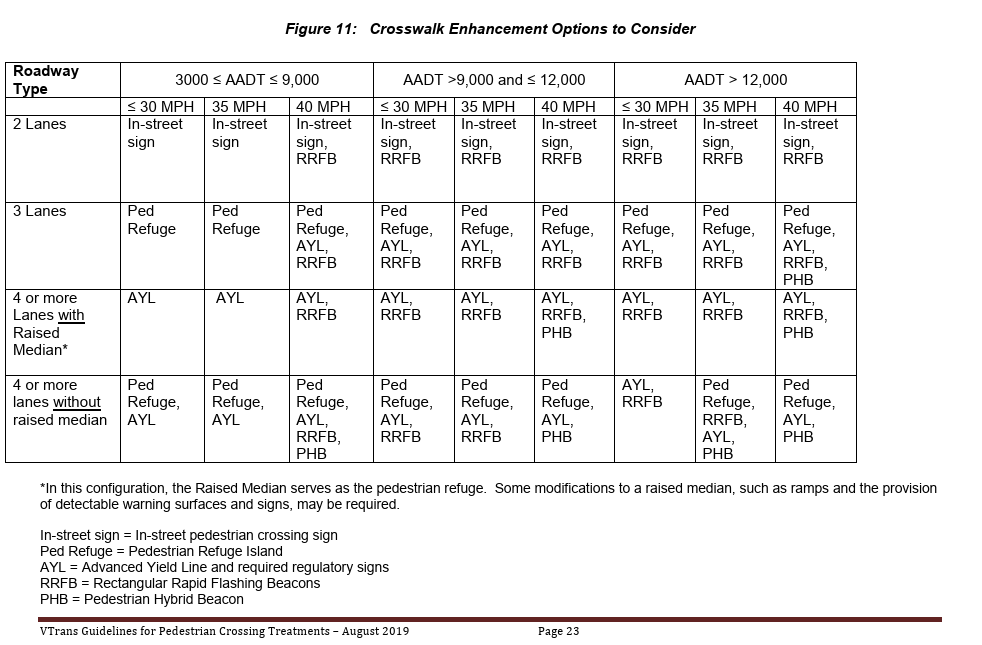 Figure 11: Crosswalk Enhancement Options to Consider
Roadway Type
3000 ≤ AADT ≤ 9,000
AADT >9,000 and ≤ 12,000
AADT > 12,000
≤ 30 MPH
35 MPH
40 MPH
≤ 30 MPH
35 MPH
40 MPH
≤ 30 MPH
35 MPH
40 MPH
2 Lanes
In-street sign
In-street sign
In-street sign, RRFB
In-street sign, RRFB
In-street sign, RRFB
In-street sign, RRFB
In-street sign, RRFB
In-street sign, RRFB
In-street sign, RRFB
3 Lanes
Ped Refuge
Ped Refuge
Ped Refuge, AYL, RRFB
Ped Refuge, AYL, RRFB
Ped Refuge, AYL, RRFB
Ped Refuge, AYL, RRFB
Ped Refuge, AYL, RRFB
Ped Refuge, AYL, RRFB
Ped Refuge, AYL, RRFB, PHB
4 or more Lanes with Raised Median*
AYL
AYL
AYL, RRFB
AYL, RRFB
AYL, RRFB
AYL, RRFB, PHB
AYL, RRFB
AYL, RRFB
AYL, RRFB, PHB
4 or more lanes without raised median
Ped Refuge, AYL
Ped Refuge, AYL
Ped Refuge, AYL, RRFB, PHB
Ped Refuge, AYL, RRFB
Ped Refuge, AYL, RRFB
Ped Refuge, AYL, PHB
AYL, RRFB
Ped Refuge, RRFB, AYL, PHB
Ped Refuge, AYL, PHB
*In this configuration, the Raised Median serves as the pedestrian refuge. Some modifications to a raised median, such as ramps and the provision
of detectable warning surfaces and signs, may be required.
In-street sign = In-street pedestrian crossing sign
Ped Refuge = Pedestrian Refuge Island
AYL = Advanced Yield Line and required regulatory signs
RRFB = Rectangular Rapid Flashing Beacons
PHB = Pedestrian Hybrid Beacon
VTrans Guidelines for Pedestrian Crossing Treatments – August 2019 Page 23